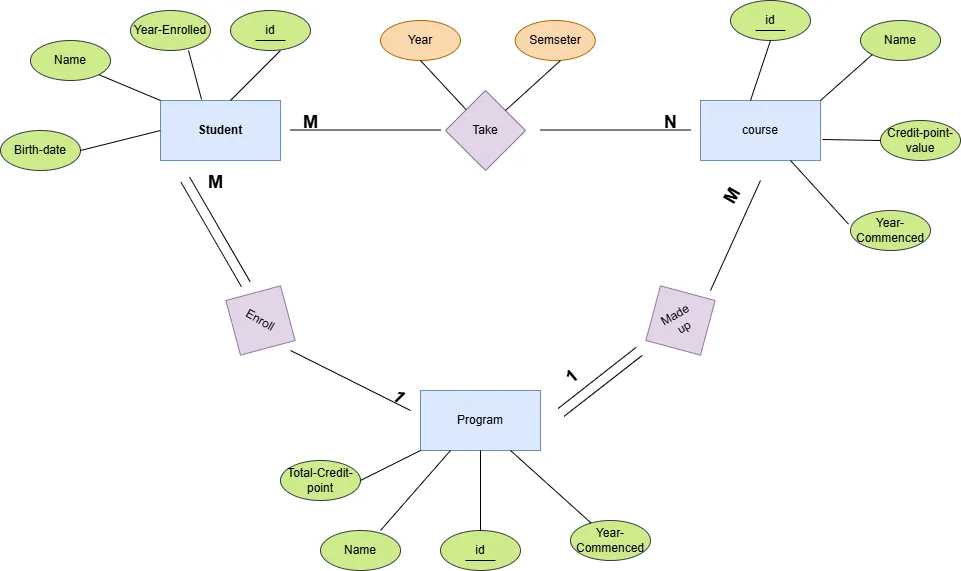 id
Year-Enrolled
id
Year
Semseter
Name
Name
Student
M
Take
N
course
Credit-point-
value
Birth-date
M
M
Year-
Commenced
Enroll
Made
up
1
1
Program
Total-Credit-
point
Name
id
Year-
Commenced